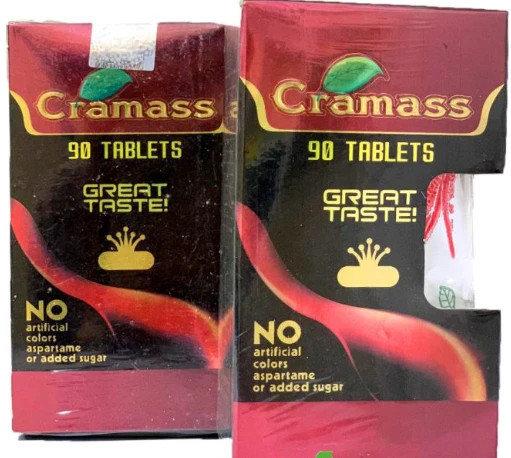 Cramass
90 TABLETS
GREAT
TASTE!
NO
artificial
colors
aspartame
or added sugar
Cramass
90 TABLETS
GREAT
TASTE!
NO
artificial
colors
aspartame
or added sugar